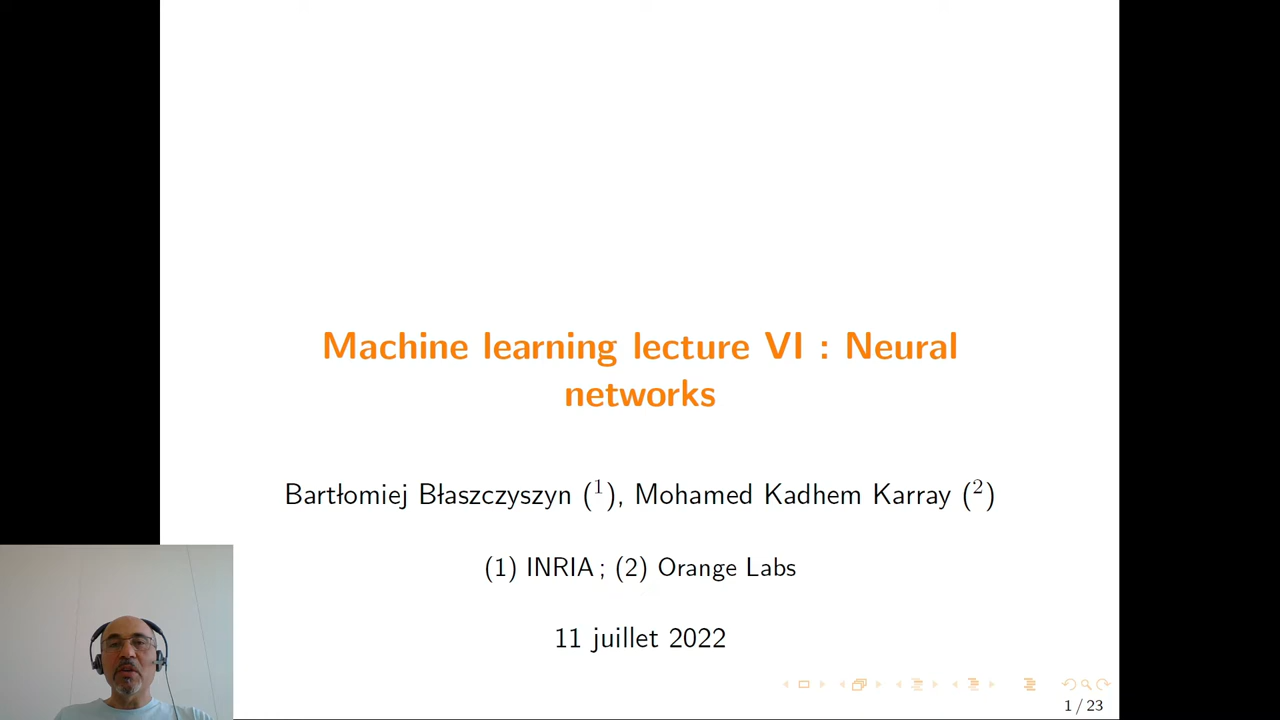 Machine learning lecture VI : Neural
networks
Bartłomiej Błaszczyszyn (1), Mohamed Kadhem Karray (2)
(1) INRIA ; (2) Orange Labs
11 juillet 2022
1 / 23